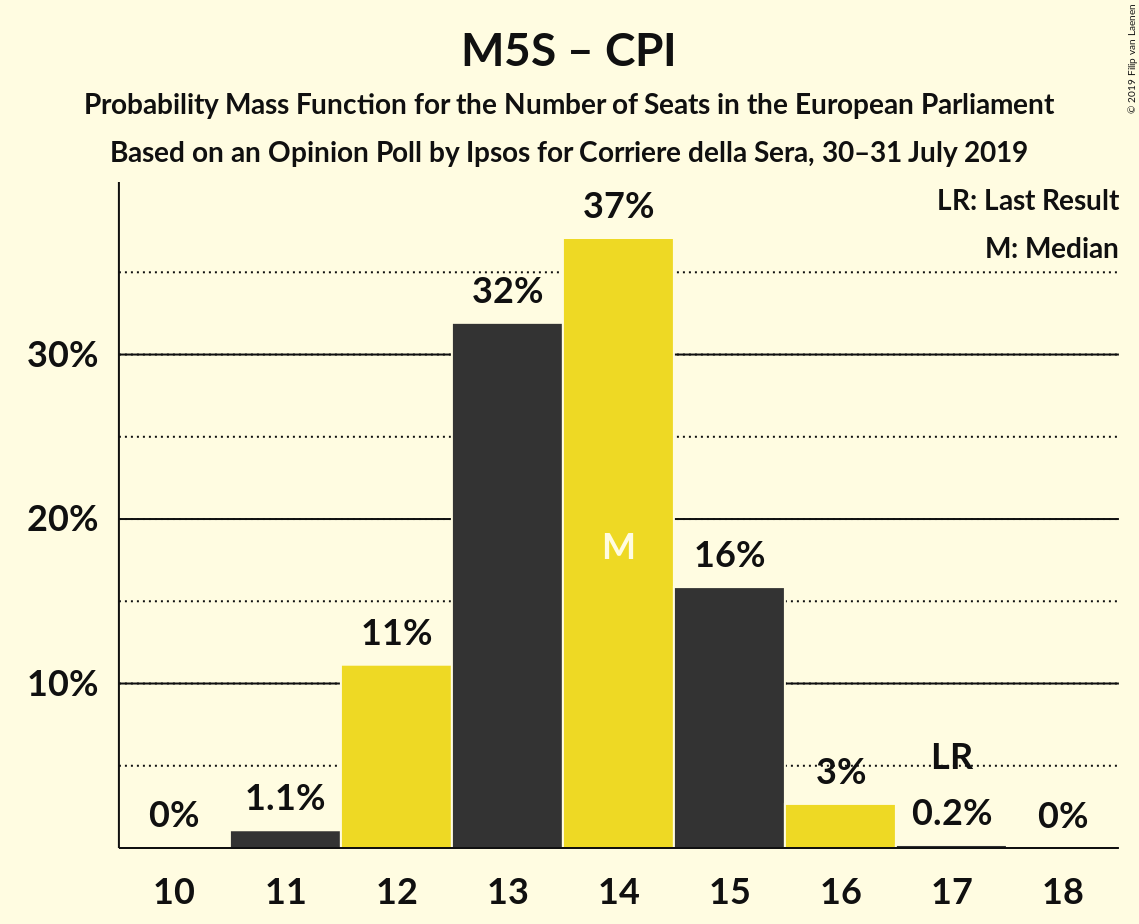 M5S – CPI
Probability Mass Function for the Number of Seats in the European Parliament
Based on an Opinion Poll by Ipsos for Corriere della Sera, 30–31 July 2019
© 2019 Filip van Laenen
LR: Last Result
M: Median
37%
32%
30%
20%
M
16%
11%
10%
LR
3%
1.1%
0%
0.2%
0%
10 11 12 13 14 15 16 17 18